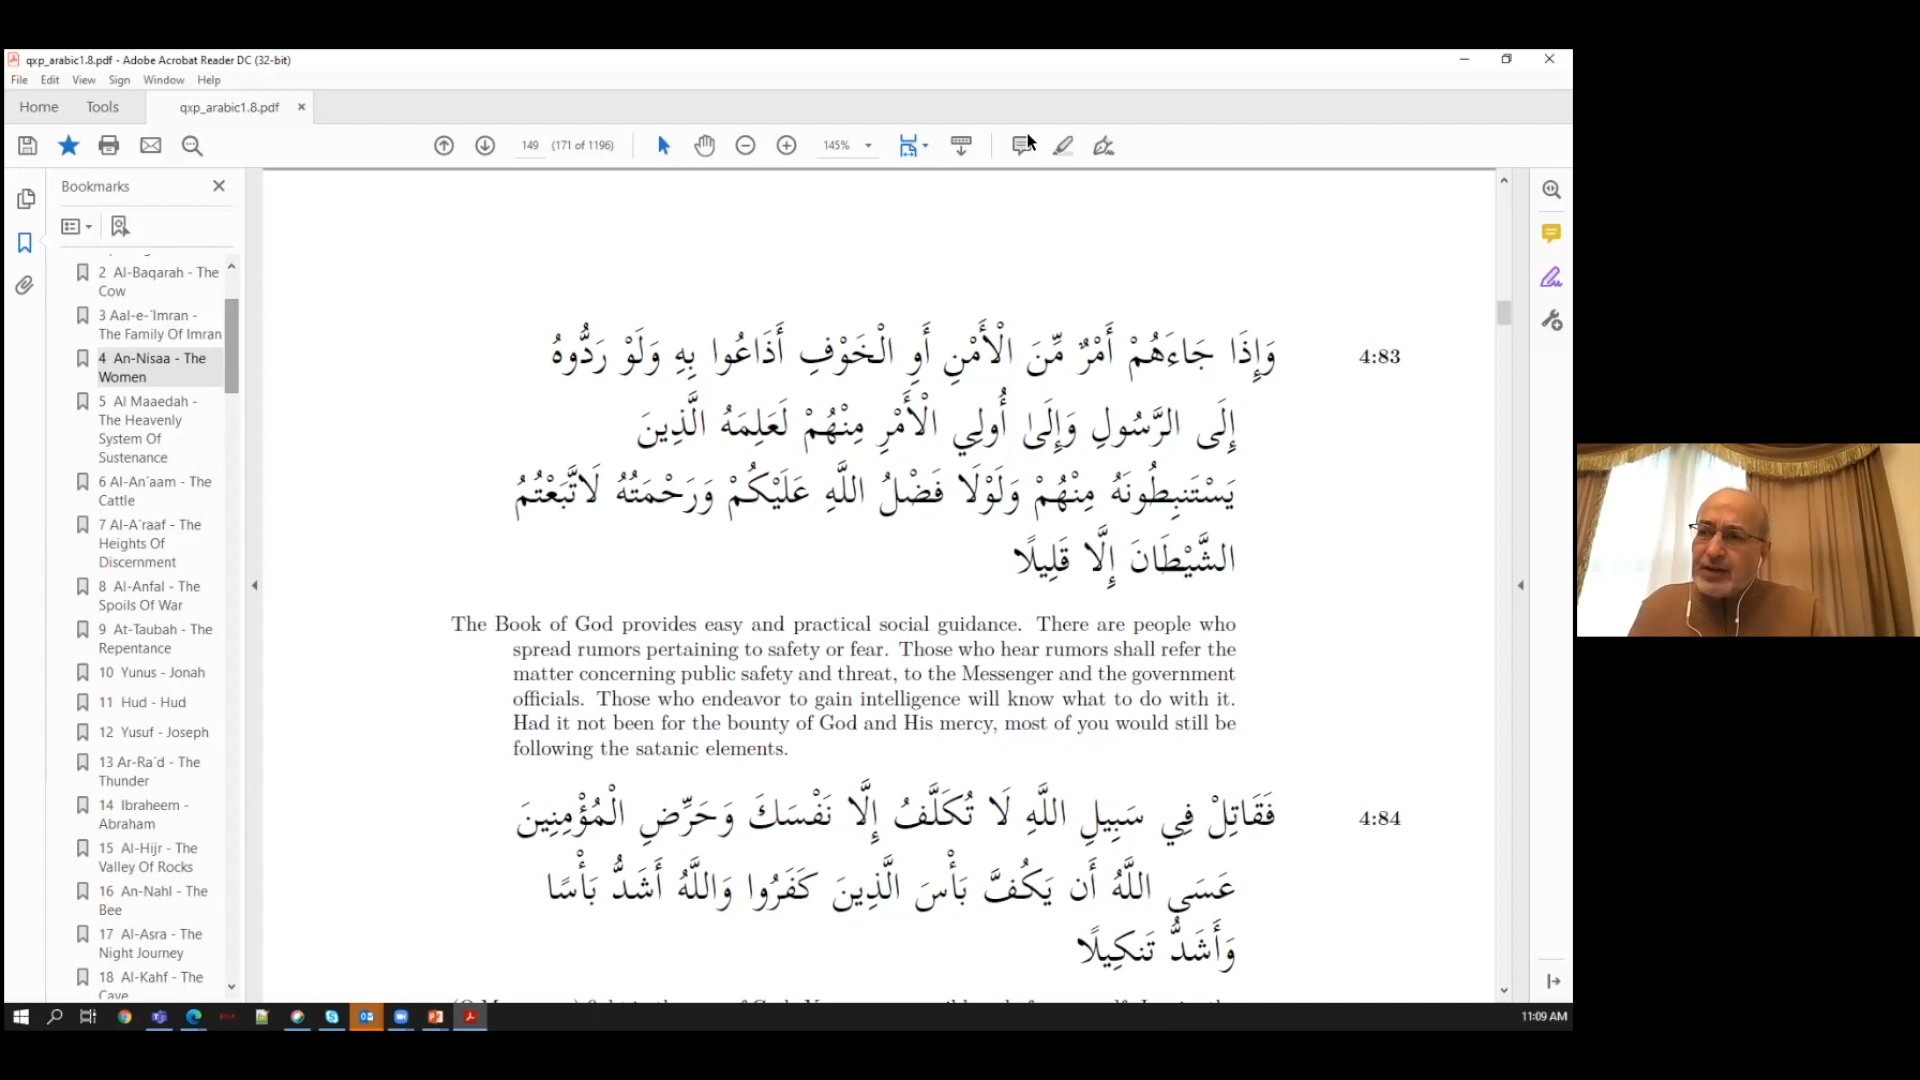 qxp_arabic1.8.pdf - Adobe Acrobat Reader DC (32-bit)
File Edit View Sign Window Help
Home Tools qxp_arabic1.8.pdf
149 (171 of 1196) 145%
Bookmarks
2 Al-Baqarah - The
Cow
3 Aal-e-´Imran -
The Family Of Imran
4 An-Nisaa - The
Women
5 Al Maaedah -
The Heavenly
System Of
Sustenance
6 Al-An´aam - The
Cattle
7 Al-A´raaf - The
Heights Of
Discernment
8 Al-Anfal - The
Spoils Of War
9 At-Taubah - The
Repentance
10 Yunus - Jonah
11 Hud - Hud
12 Yusuf - Joseph
13 Ar-Ra´d - The
Thunder
14 Ibraheem -
Abraham
15 Al-Hijr - The
Valley Of Rocks
16 An-Nahl - The
Bee
17 Al-Asra - The
Night Journey
18 Al-Kahf - The
Cave
4:83
وَإِذَا جَاءَهُمْ أَمْرٌ مِّنَ الْأَمْنِ أَوِ الْخَوْفِ أَذَاعُوا بِهِ وَلَوْ رَدُّوهُ
إِلَى الرَّسُولِ وَإِلَىٰ أُولِي الْأَمْرِ مِنْهُمْ لَعَلِمَهُ الَّذِينَ
يَسْتَنبِطُونَهُ مِنْهُمْ وَلَوْلَا فَضْلُ اللَّهِ عَلَيْكُمْ وَرَحْمَتُهُ لَاتَّبَعْتُمُ
الشَّيْطَانَ إِلَّا قَلِيلًا
The Book of God provides easy and practical social guidance. There are people who
spread rumors pertaining to safety or fear. Those who hear rumors shall refer the
matter concerning public safety and threat, to the Messenger and the government
officials. Those who endeavor to gain intelligence will know what to do with it.
Had it not been for the bounty of God and His mercy, most of you would still be
following the satanic elements.
4:84
فَقَاتِلْ فِي سَبِيلِ اللَّهِ لَا تُكَلَّفُ إِلَّا نَفْسَكَ وَحَرِّضِ الْمُؤْمِنِينَ
عَسَى اللَّهُ أَن يَكُفَّ بَأْسَ الَّذِينَ كَفَرُوا وَاللَّهُ أَشَدُّ بَأْسًا
وَأَشَدُّ تَنكِيلًا
11:09 AM